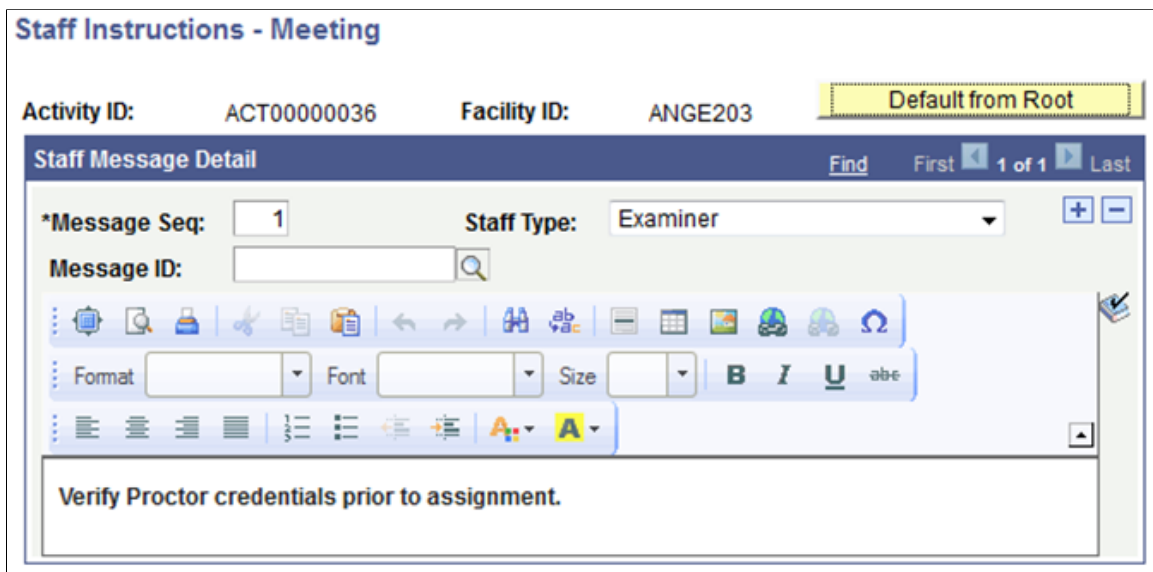 Staff Instructions - Meeting
Activity ID: ACT00000036 Facility ID: ANGE203 Default from Root
Staff Message Detail Find First 1 of 1 Last
*Message Seq: 1 Staff Type: Examiner
Message ID:
Format Font Size B I U abc
A A
Verify Proctor credentials prior to assignment.